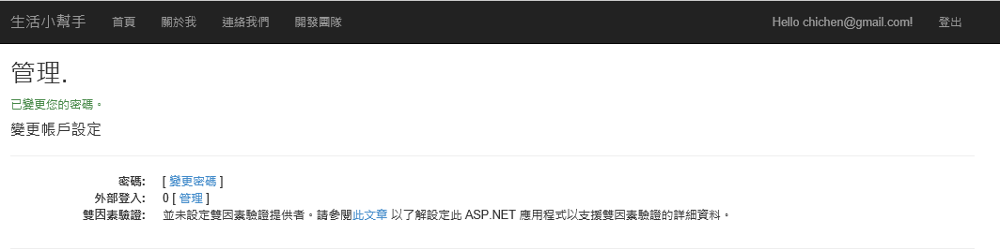 生活小幫手 首頁 關於我 連絡我們 開發團隊 Hello chichen@gmail.com! 登出
管理.
已變更您的密碼。
變更帳戶設定
密碼: [ 變更密碼 ]
外部登入: 0 [ 管理 ]
雙因素驗證: 並未設定雙因素驗證提供者。請參閱此文章 以了解設定此 ASP.NET 應用程式以支援雙因素驗證的詳細資料。